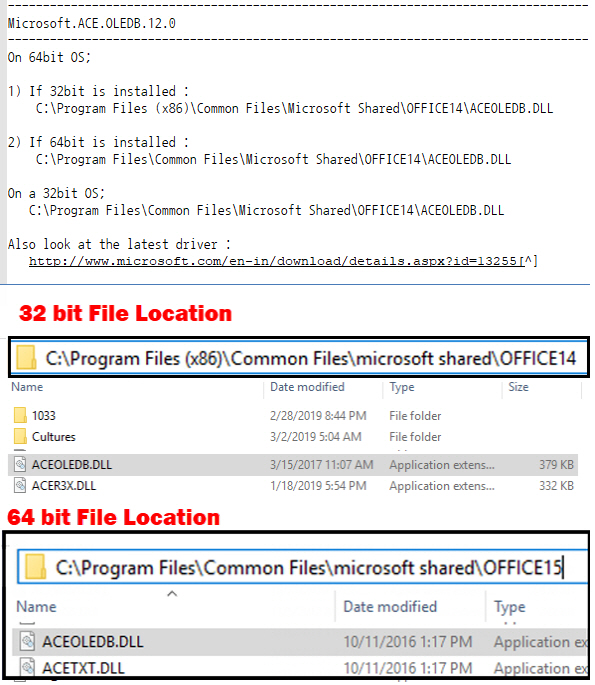 Microsoft.ACE.OLEDB.12.0
On 64bit OS;
1) If 32bit is installed :
C:\Program Files (x86)\Common Files\Microsoft Shared\OFFICE14\ACEOLEDB.DLL
2) If 64bit is installed :
C:\Program Files\Common Files\Microsoft Shared\OFFICE14\ACEOLEDB.DLL
On a 32bit OS;
C:\Program Files\Common Files\Microsoft Shared\OFFICE14\ACEOLEDB.DLL
Also look at the latest driver :
http://www.microsoft.com/en-in/download/details.aspx?id=13255[^]
32 bit File Location
C:\Program Files (x86)\Common Files\microsoft shared\OFFICE14
Name Date modified Type Size
1033 2/28/2019 8:44 PM File folder
Cultures 3/2/2019 5:04 AM File folder
ACEOLEDB.DLL 3/15/2017 11:07 AM Application extens... 379 KB
ACER3X.DLL 1/18/2019 5:54 PM Application extens... 332 KB
64 bit File Location
C:\Program Files\Common Files\microsoft shared\OFFICE15
Name Date modified Type
ACEOLEDB.DLL 10/11/2016 1:17 PM Application ex
ACETXT.DLL 10/11/2016 1:17 PM Application ex